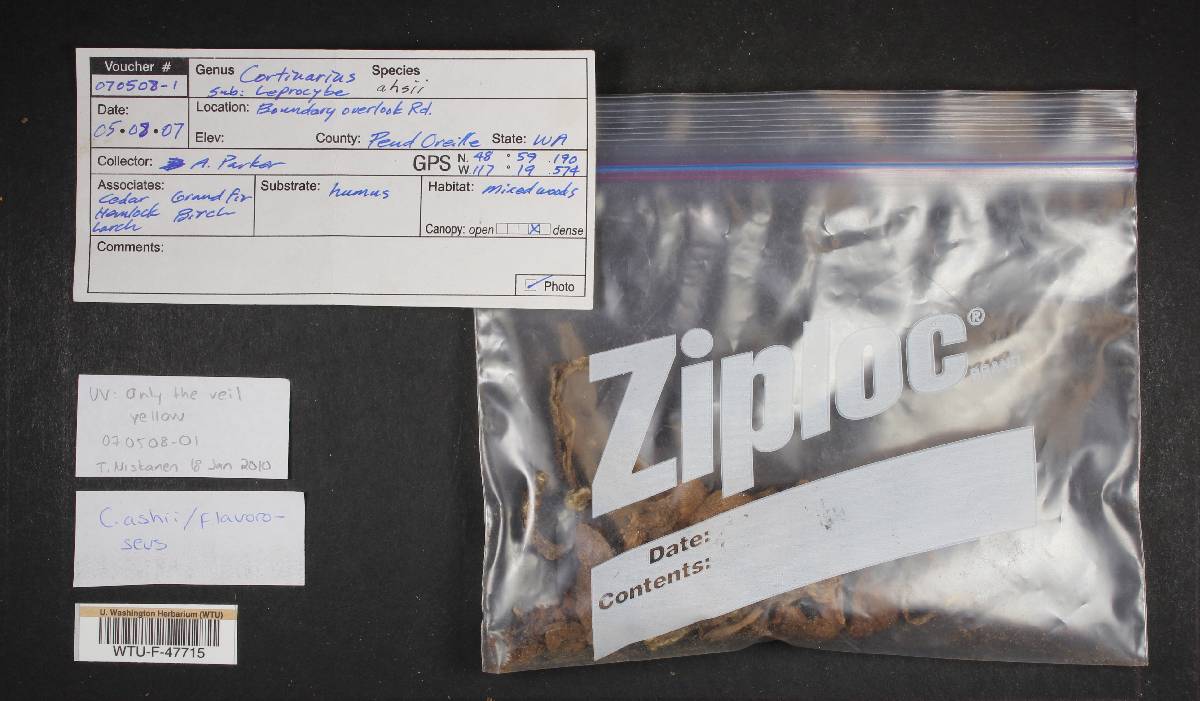 Voucher #
070508-1
Genus Cortinarius Species
sub: Leprocybe ahsii
Date:
05.08.07
Location: Boundary overlook Rd.
Elev: County: Pend Oreille State: WA
Collector: A. Parker
GPS N. 48 ° 59 .190
W. 117 ° 19 .574
Associates:
Cedar Grand fir
Hemlock Birch
Larch
Substrate: humus
Habitat: mixed woods
Canopy: open dense
Comments:
Photo
UV: Only the veil
yellow
070508-01
T. Niskanen 18 Jan 2010
C. ashii/flavoro-
seus
U. Washington Herbarium (WTU)
WTU-F-47715
Ziploc®
BRAND
Date:
Contents: